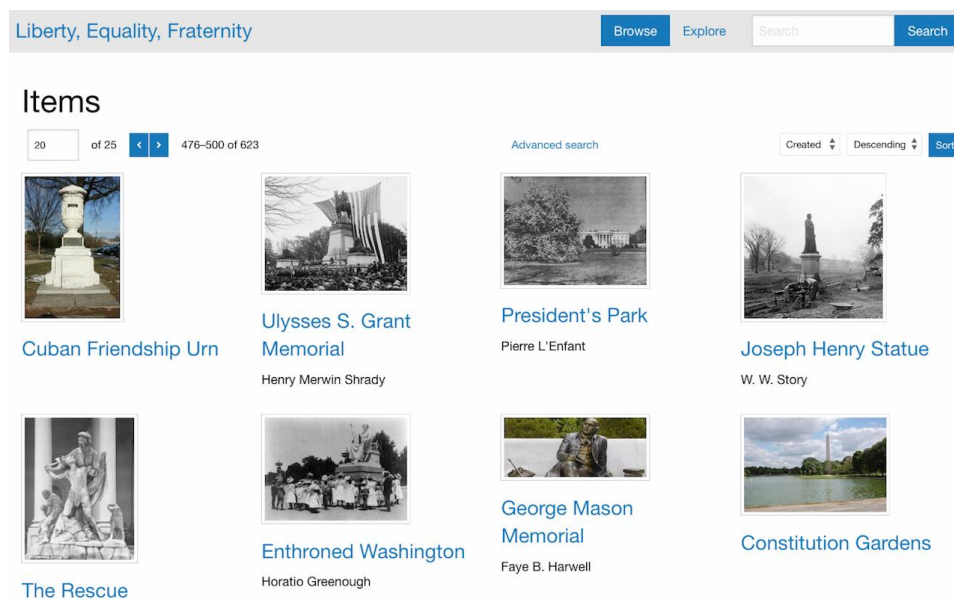 Liberty, Equality, Fraternity
Browse
Explore
Search
Search
Items
20
of 25
‹
›
476–500 of 623
Advanced search
Created
Descending
Sort
Cuban Friendship Urn
Ulysses S. Grant
Memorial
Henry Merwin Shrady
President's Park
Pierre L'Enfant
Joseph Henry Statue
W. W. Story
The Rescue
Enthroned Washington
Horatio Greenough
George Mason
Memorial
Faye B. Harwell
Constitution Gardens